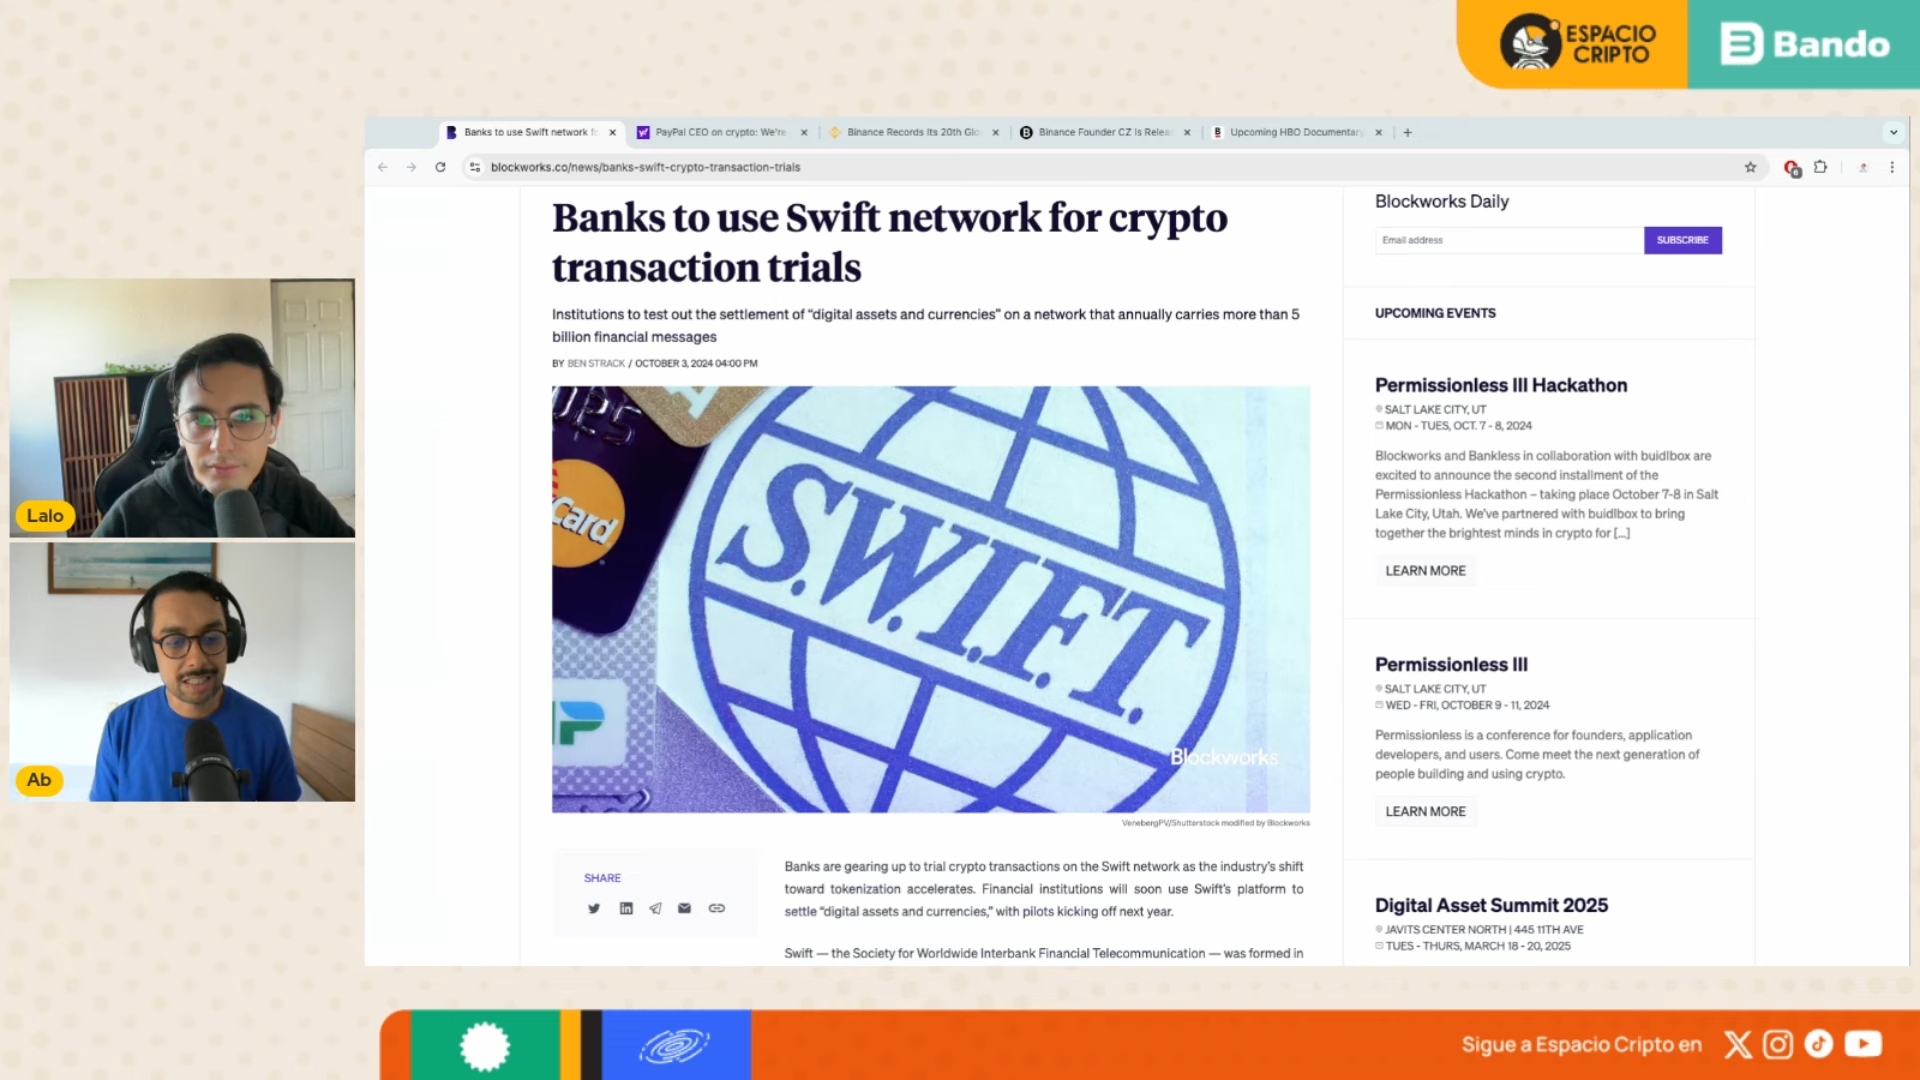 ESPACIO
CRIPTO
Bando
Banks to use Swift network fo
PayPal CEO on crypto: We're
Binance Records Its 20th Glo
Binance Founder CZ Is Relea
Upcoming HBO Documentary
blockworks.co/news/banks-swift-crypto-transaction-trials
6
Banks to use Swift network for crypto
transaction trials
Institutions to test out the settlement of “digital assets and currencies” on a network that annually carries more than 5
billion financial messages
BY BEN STRACK / OCTOBER 3, 2024 04:00 PM
Card
S.W.I.F.T.
Blockworks
VenebergPV/Shutterstock modified by Blockworks
SHARE
Banks are gearing up to trial crypto transactions on the Swift network as the industry’s shift
toward tokenization accelerates. Financial institutions will soon use Swift’s platform to
settle “digital assets and currencies,” with pilots kicking off next year.
Swift — the Society for Worldwide Interbank Financial Telecommunication — was formed in
Blockworks Daily
Email address
SUBSCRIBE
UPCOMING EVENTS
Permissionless III Hackathon
SALT LAKE CITY, UT
MON - TUES, OCT. 7 - 8, 2024
Blockworks and Bankless in collaboration with buidlbox are
excited to announce the second installment of the
Permissionless Hackathon – taking place October 7-8 in Salt
Lake City, Utah. We’ve partnered with buidlbox to bring
together the brightest minds in crypto for [...]
LEARN MORE
Permissionless III
SALT LAKE CITY, UT
WED - FRI, OCTOBER 9 - 11, 2024
Permissionless is a conference for founders, application
developers, and users. Come meet the next generation of
people building and using crypto.
LEARN MORE
Digital Asset Summit 2025
JAVITS CENTER NORTH | 445 11TH AVE
TUES - THURS, MARCH 18 - 20, 2025
Lalo
Ab
Sigue a Espacio Cripto en